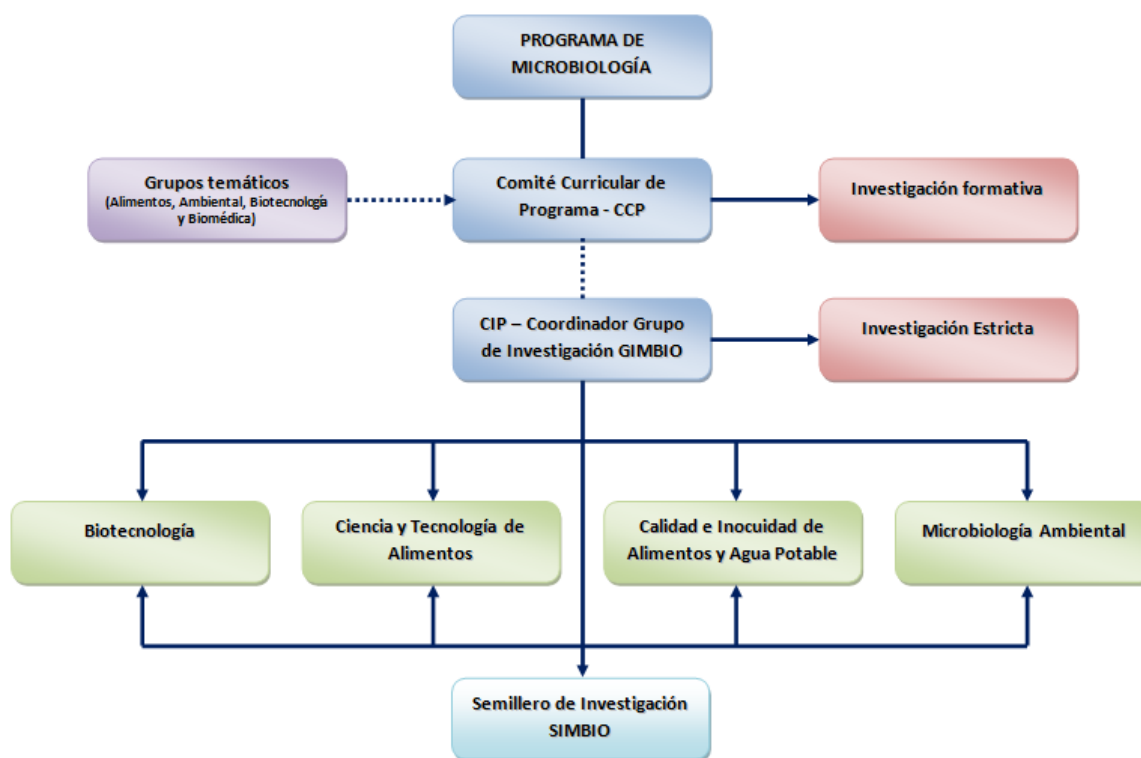 PROGRAMA DE
MICROBIOLOGÍA
Grupos temáticos
(Alimentos, Ambiental, Biotecnología
y Biomédica)
Comité Curricular de
Programa - CCP
Investigación formativa
CIP – Coordinador Grupo
de Investigación GIMBIO
Investigación Estricta
Biotecnología
Ciencia y Tecnología de
Alimentos
Calidad e Inocuidad de
Alimentos y Agua Potable
Microbiología Ambiental
Semillero de Investigación
SIMBIO